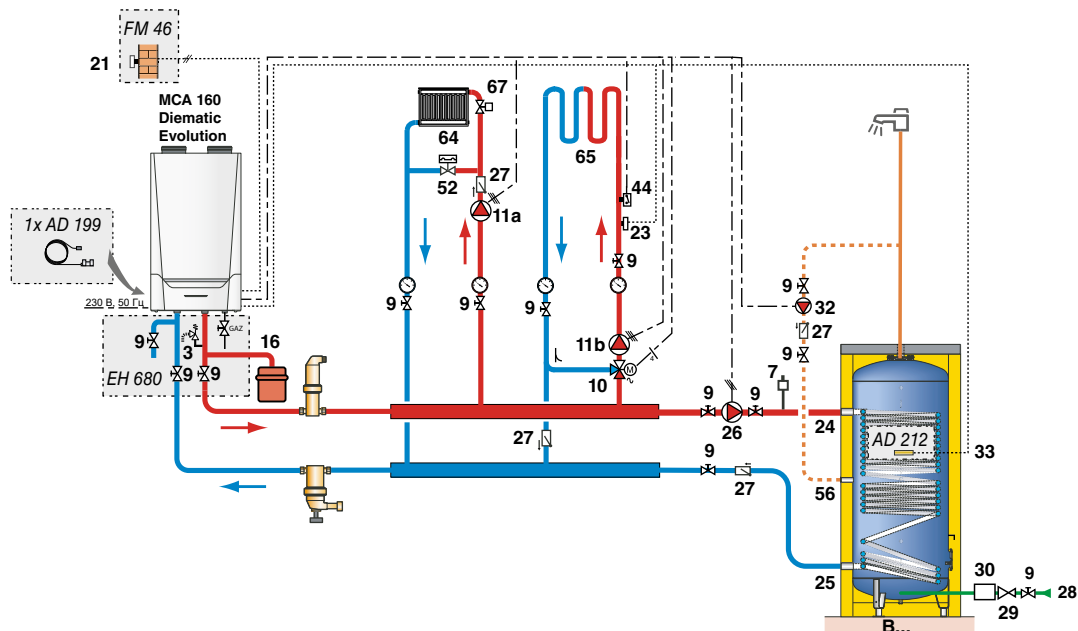 FM 46
21
MCA 160
Diematic
Evolution
1x AD 199
230 В, 50 Гц
GAZ
9
3
9
9
EH 680
16
67
64
52
27
11a
9
9
65
44
23
9
9
11b
10
M
27
9
32
27
9
7
9
9
26
24
AD 212
33
9
27
56
25
30
9
28
29
B...